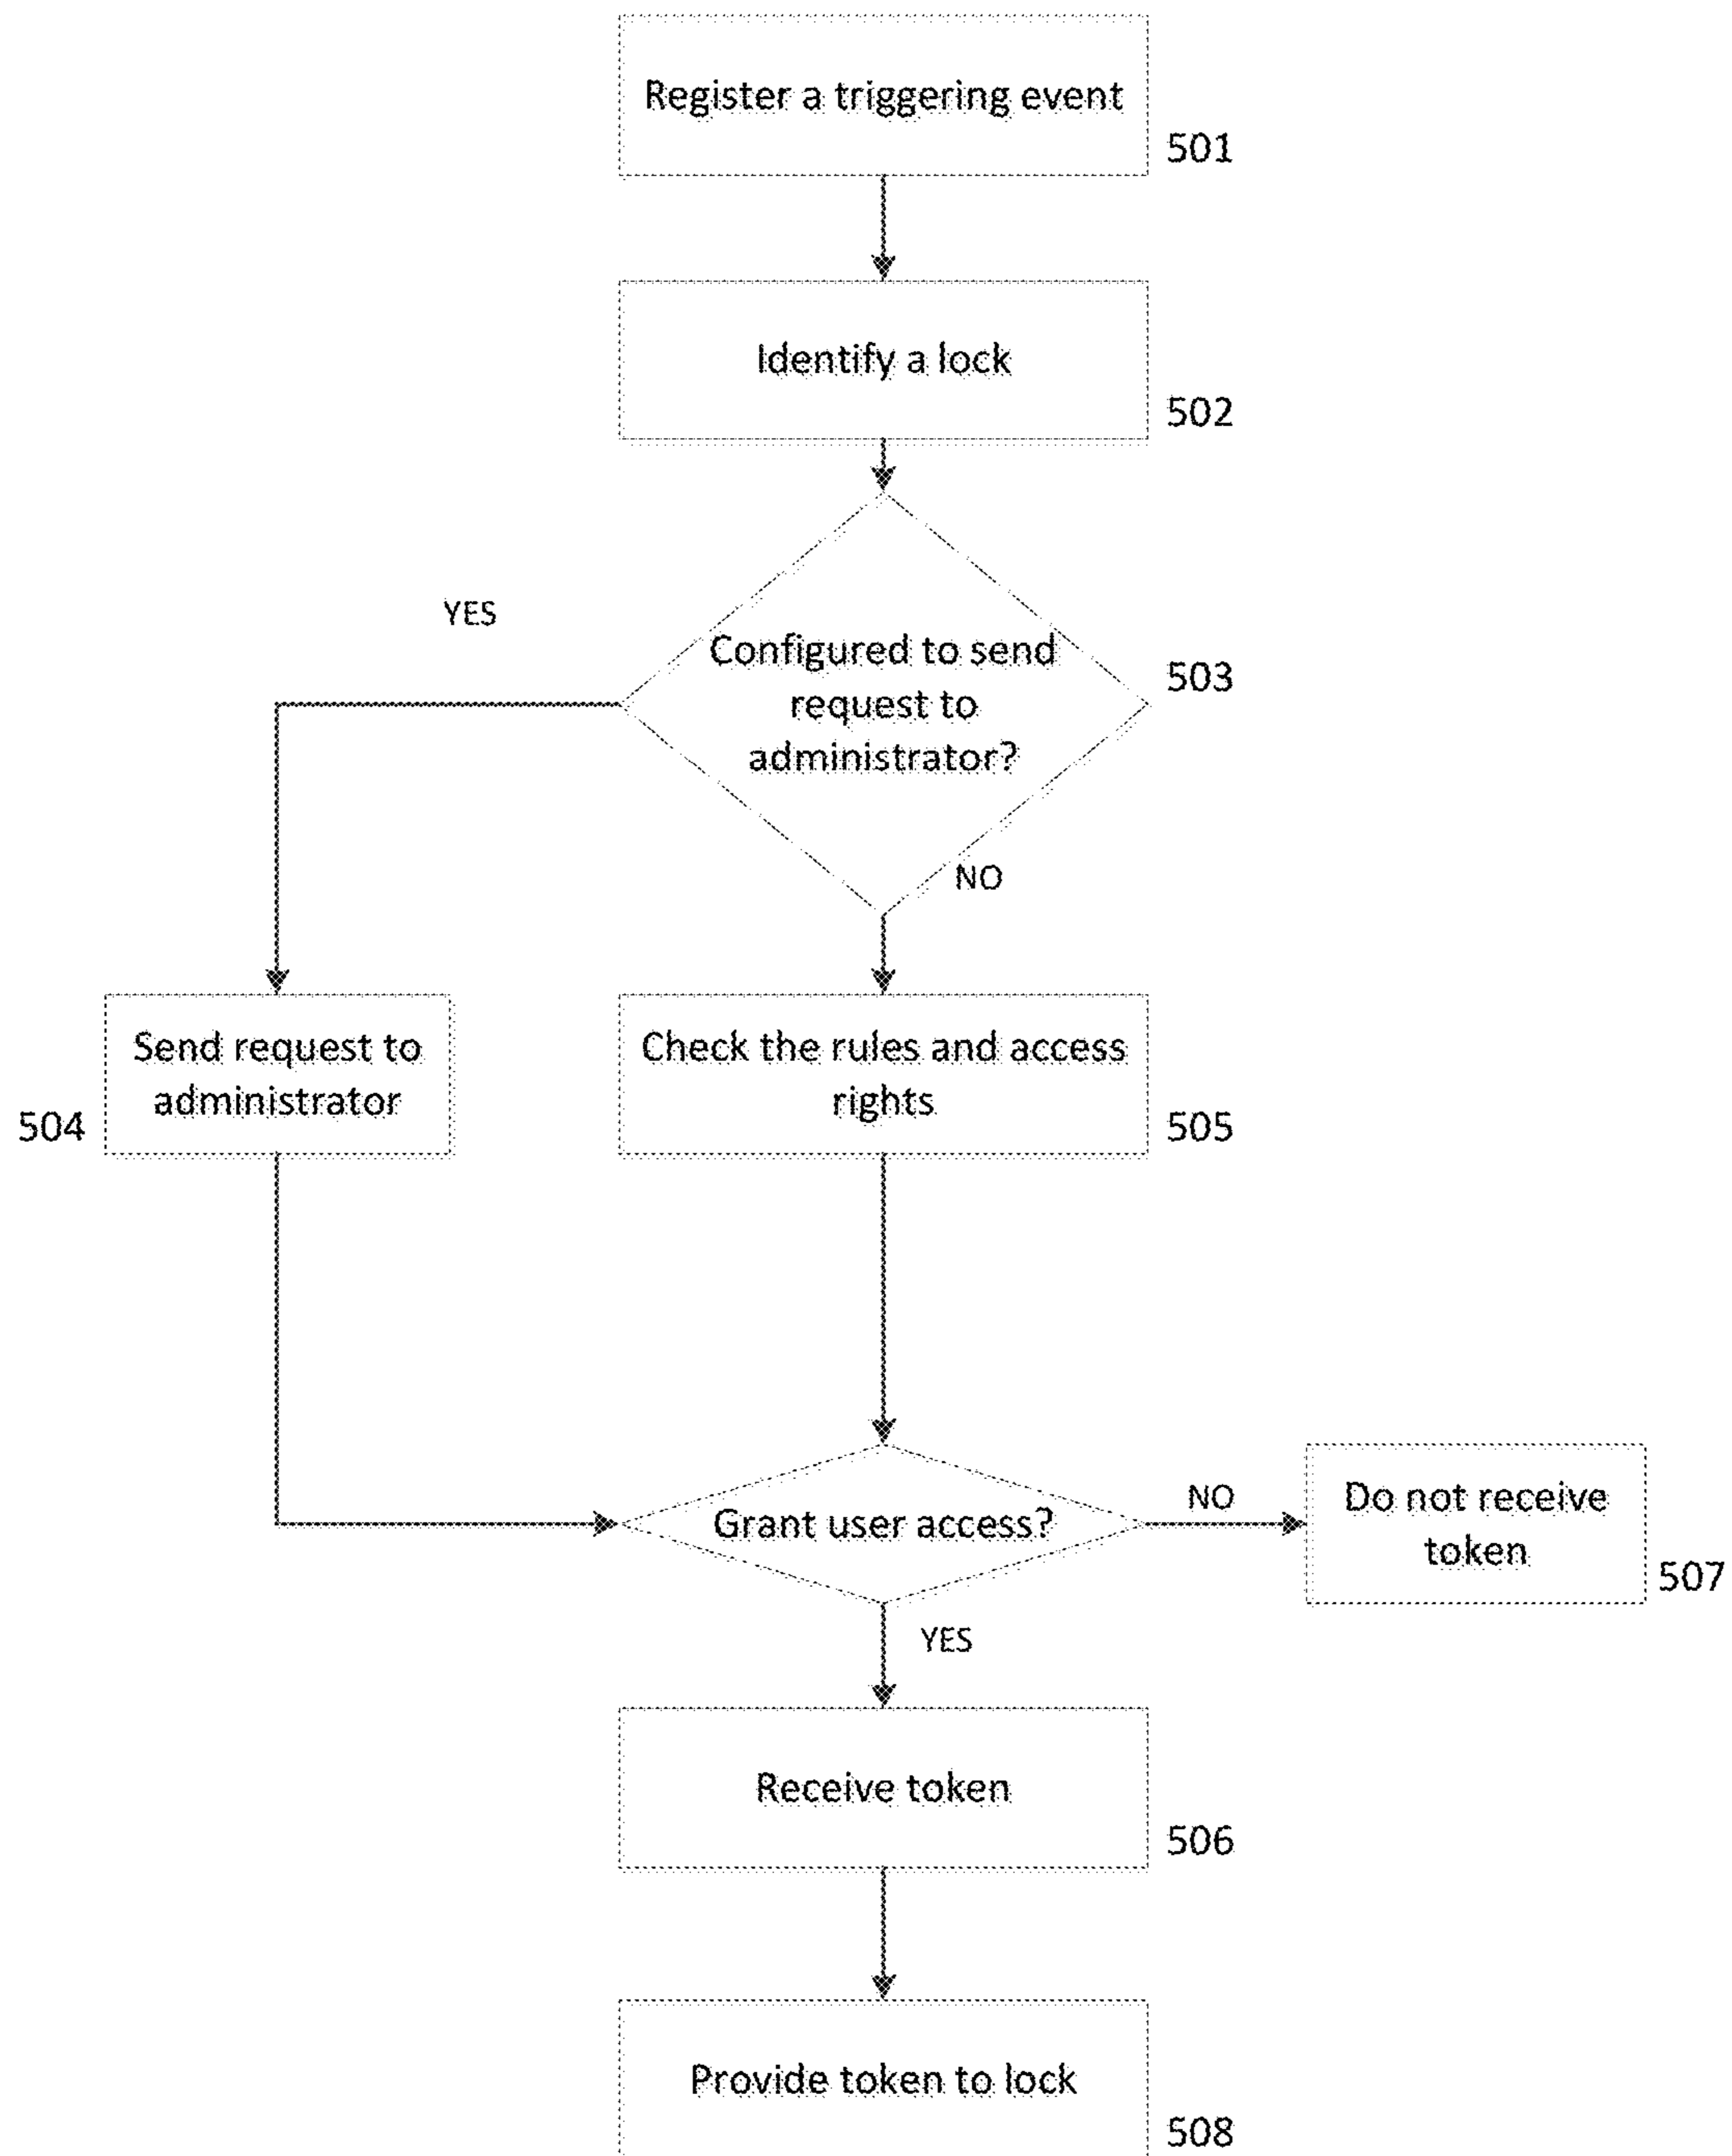 Register a triggering event
501
Identify a lock
502
YES
Configured to send
request to
administrator?
503
NO
Send request to
administrator
504
Check the rules and access
rights
505
Grant user access?
NO
Do not receive
token
507
YES
Receive token
506
Provide token to lock
508